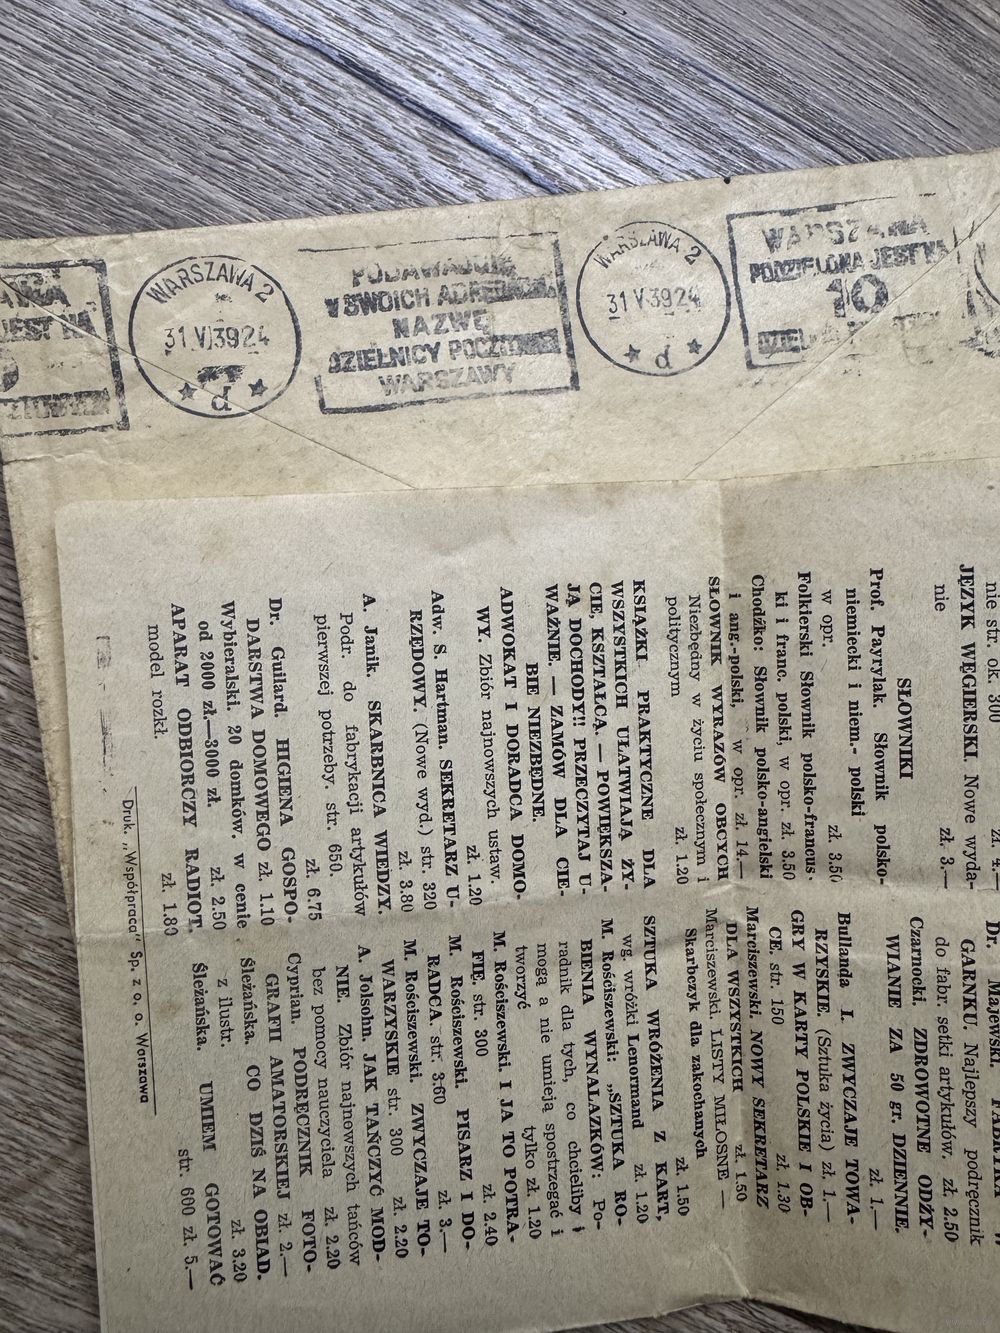 WARSZAWA 2
31 V 39 24
d
PODAWAJCIE
W SWOICH ADRESACH
NAZWĘ
DZIELNICY POCZTOWEJ
WARSZAWY
WARSZAWA 2
31 V 39 24
d
WARSZAWA
PODZIELONA JEST NA
10
JEST NA
nie str. ok. 300 zł. 4.—
JĘZYK WĘGIERSKI. Nowe wyda-
nie zł. 3.—
SŁOWNIKI
Prof. Payrylak. Słownik polsko-
niemiecki i niem.- polski
w opr. zł. 3.50
Folkierski Słownik polsko-francus-
ki i franc. polski, w opr. zł. 3.50
Chodźko: Słownik polsko-angielski
i ang.-polski, w opr. zł. 14.—
SŁOWNIK WYRAZÓW OBCYCH
Niezbędny w życiu społecznym i
politycznym zł. 1.20
KSIĄŻKI PRAKTYCZNE DLA
WSZYSTKICH UŁATWIAJĄ ŻY-
CIE, KSZTAŁCĄ. — POWIĘKSZA-
JĄ DOCHODY!! PRZECZYTAJ U-
WAŻNIE. — ZAMÓW DLA CIE-
BIE NIEZBĘDNE.
ADWOKAT I DORADCA DOMO-
WY. Zbiór najnowszych ustaw.
zł. 1.20
Adw. S. Hartman. SEKRETARZ U-
RZĘDOWY. (Nowe wyd.) str. 320
zł. 3.80
A. Janik. SKARBNICA WIEDZY.
Podr. do fabrykacji artykułów
pierwszej potrzeby. str. 650.
zł. 6.75
Dr. Guilard. HIGIENA GOSPO-
DARSTWA DOMOWEGO zł. 1.10
Wybieralski. 20 domków. w cenie
od 2000 zł.—3000 zł. zł. 2.50
APARAT ODBIORCZY RADIOT.
model rozkł. zł. 1.80
Dr. Majewski.
GARNKU. Najlepszy podręcznik
do fabr. setki artykułów. zł. 2.50
Czarnocki. ZDROWOTNE ODŻY-
WIANIE ZA 50 gr. DZIENNIE.
zł. 1.—
Bullanda I. ZWYCZAJE TOWA-
RZYSKIE. (Sztuka życia) zł. 1.—
GRY W KARTY POLSKIE I OB-
CE. str. 150 zł. 1.30
Marciszewski. NOWY SEKRETARZ
DLA WSZYSTKICH zł 1.50
Marciszewski. LISTY MIŁOSNE —
Skarbczyk dla zakochanych
zł. 1.50
SZTUKA WRÓŻENIA Z KART,
wg. wróżki Lenormand zł. 1.20
M. Rościszewski: „SZTUKA RO-
BIENIA WYNALAZKÓW: Po-
radnik dla tych, co chcieliby i
mogą a nie umieją spostrzegać i
tworzyć tylko zł. 1.20
M. Rościszewski. I JA TO POTRA-
FIĘ. str. 300 zł. 2.40
M. Rościszewski. PISARZ I DO-
RADCA. str. 360 zł. 3.—
M. Rościszewski. ZWYCZAJE TO-
WARZYSKIE str. 300 zł. 2.20
A. Jolsohn. JAK TAŃCZYĆ MOD-
NIE. Zbiór najnowszych tańców
bez pomocy nauczyciela zł. 2.20
Cyprian. PODRĘCZNIK FOTO-
GRAFII AMATORSKIEJ zł. 2.—
Śleżańska. CO DZIŚ NA OBIAD.
z ilustr. zł. 3.20
Śleżańska. UMIEM GOTOWAĆ
str. 600 zł. 5.—
Druk. „Współpraca" Sp. z o. o. Warszawa